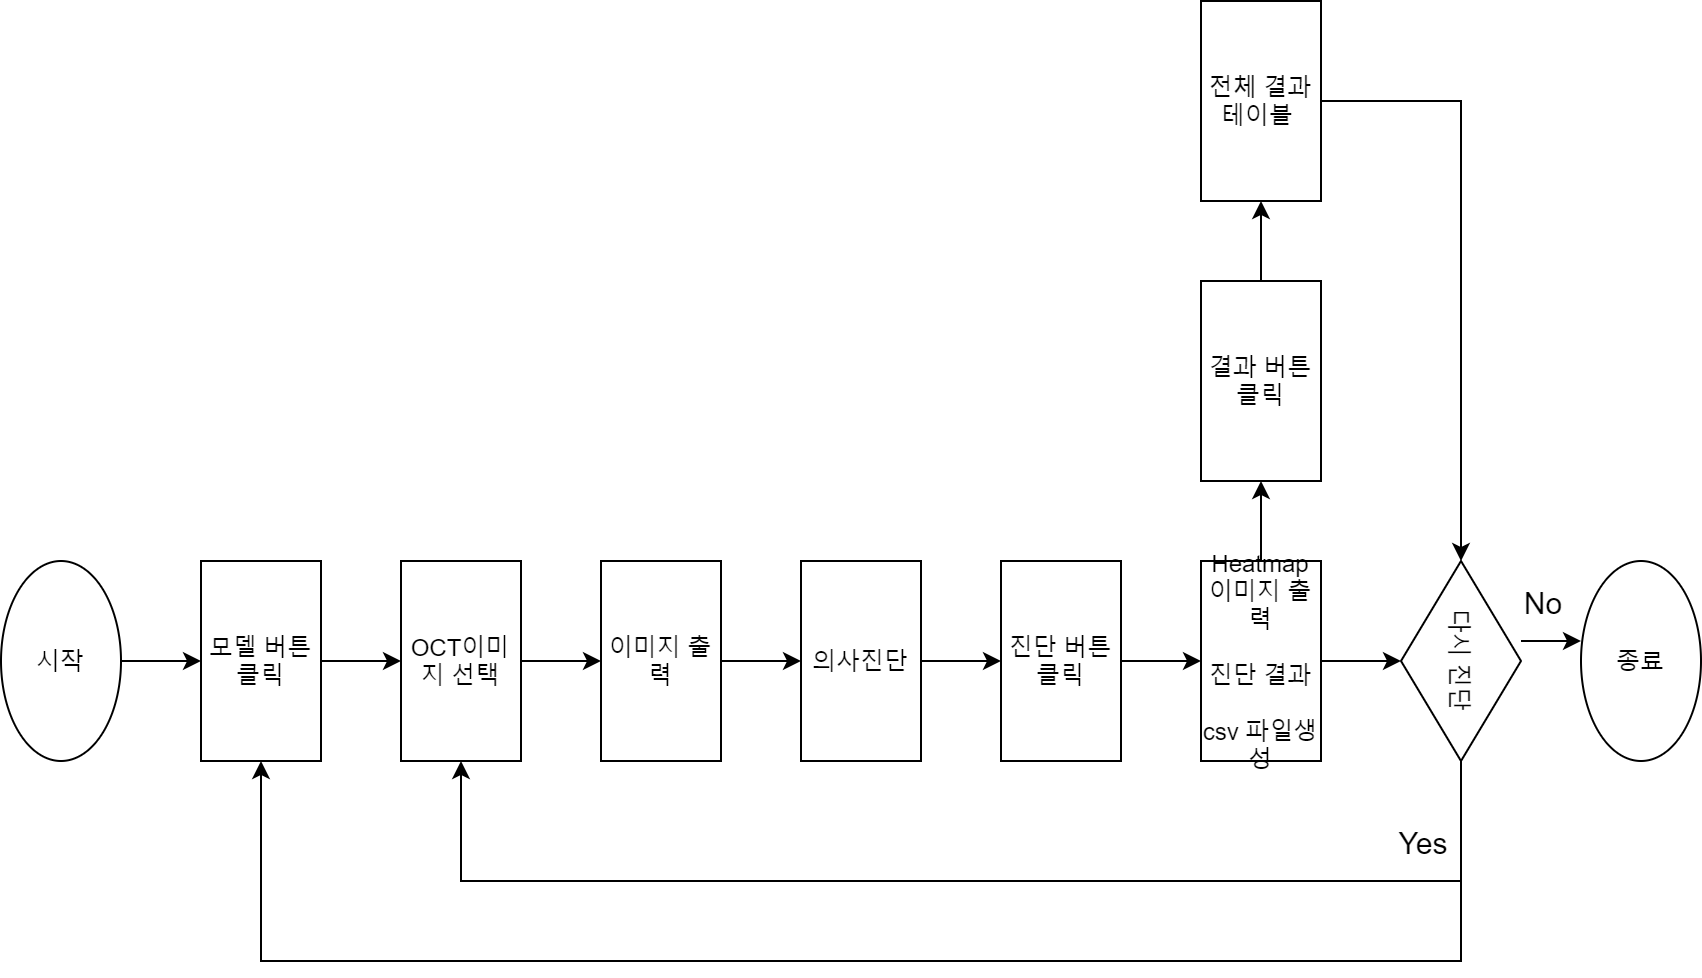 전체 결과
테이블
결과 버튼
클릭
시작
모델 버튼
클릭
OCT이미
지 선택
이미지 출
력
의사진단
진단 버튼
클릭
Heatmap
이미지 출
력
진단 결과
csv 파일생
성
다시 진단
No
종료
Yes